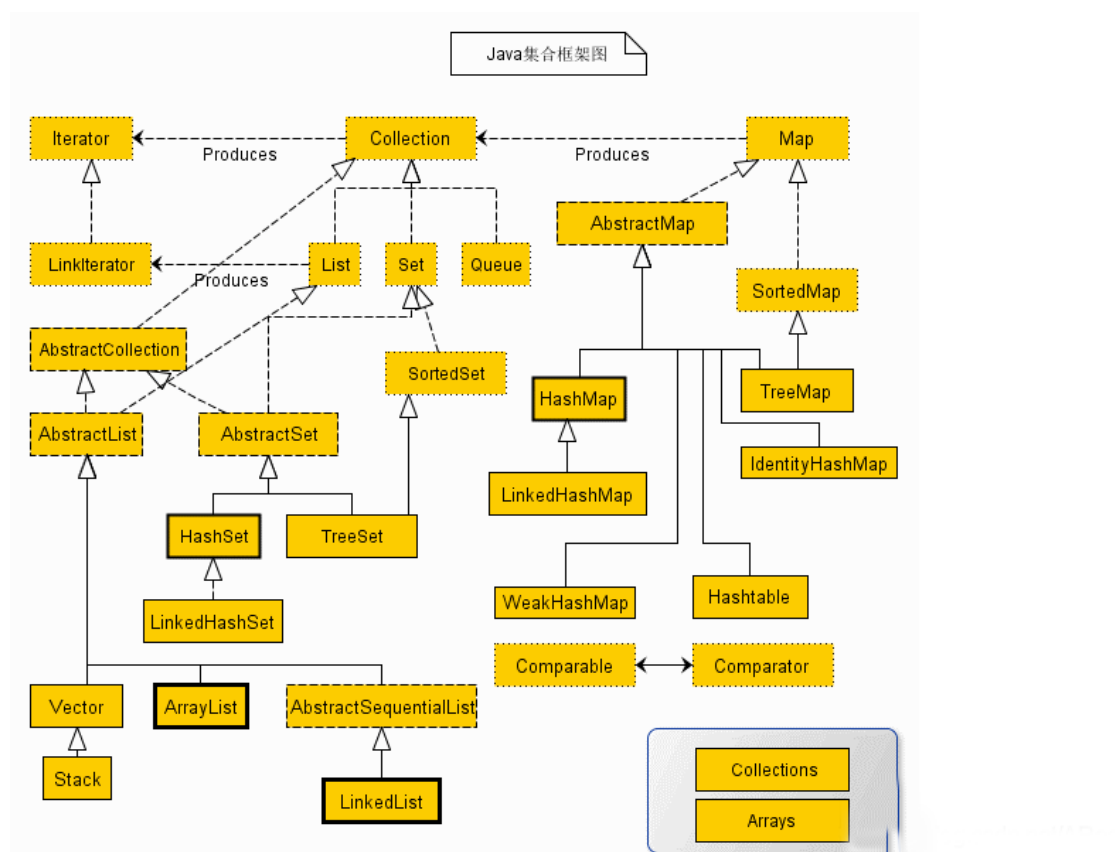 Java集合框架图
Iterator
Collection
Map
Produces
Produces
AbstractMap
LinkIterator
List
Set
Queue
Produces
SortedMap
AbstractCollection
SortedSet
HashMap
TreeMap
AbstractList
AbstractSet
IdentityHashMap
LinkedHashMap
HashSet
TreeSet
WeakHashMap
Hashtable
LinkedHashSet
Comparable
Comparator
Vector
ArrayList
AbstractSequentialList
Stack
Collections
LinkedList
Arrays